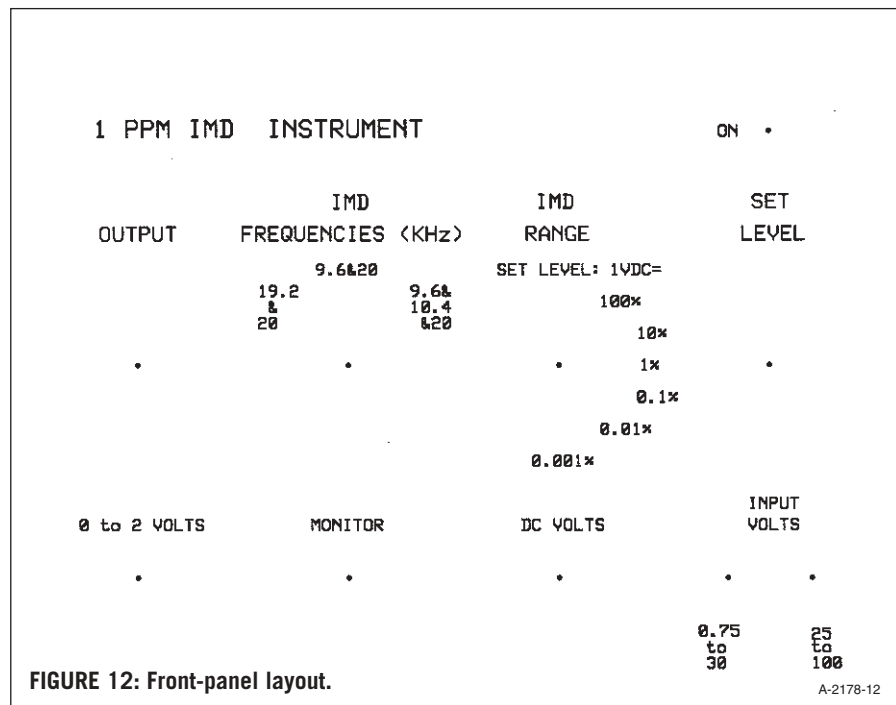 1 PPM IMD INSTRUMENT
ON
OUTPUT
IMD
FREQUENCIES (KHz)
IMD
RANGE
SET
LEVEL
9.6&20
19.2
&
20
9.6&
10.4
&20
SET LEVEL: 1VDC=
100%
10%
1%
0.1%
0.01%
0.001%
0 to 2 VOLTS
MONITOR
DC VOLTS
INPUT
VOLTS
0.75
to
30
25
to
100
FIGURE 12: Front-panel layout.
A-2178-12